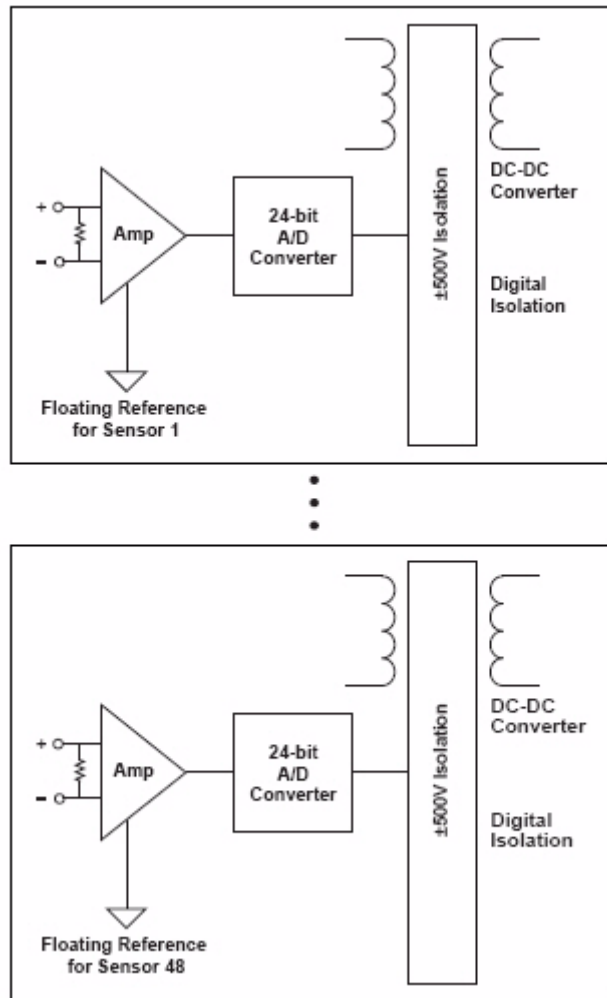 DC-DC
Converter
+
Amp
–
24-bit
A/D
Converter
±500V Isolation
Digital
Isolation
Floating Reference
for Sensor 1
DC-DC
Converter
+
Amp
–
24-bit
A/D
Converter
±500V Isolation
Digital
Isolation
Floating Reference
for Sensor 48